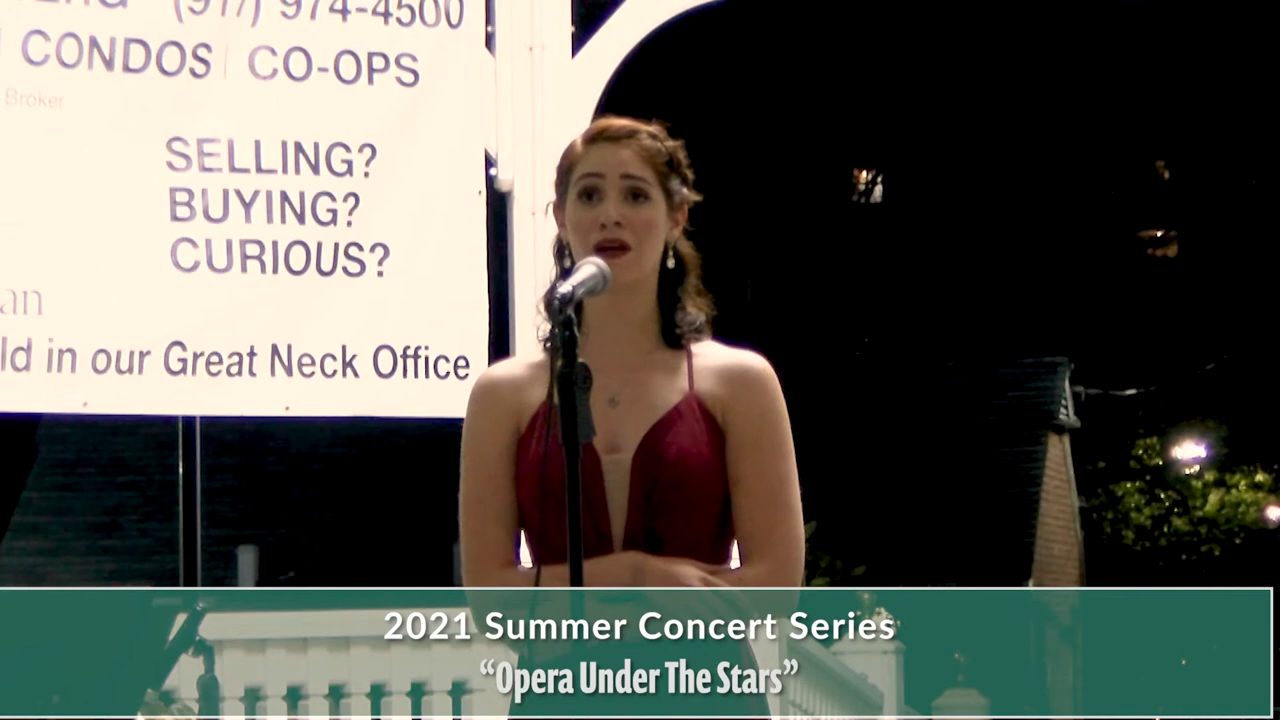 (917) 974-4500
CONDOS | CO-OPS
Broker
SELLING?
BUYING?
CURIOUS?
an
ld in our Great Neck Office
2021 Summer Concert Series
“Opera Under The Stars”